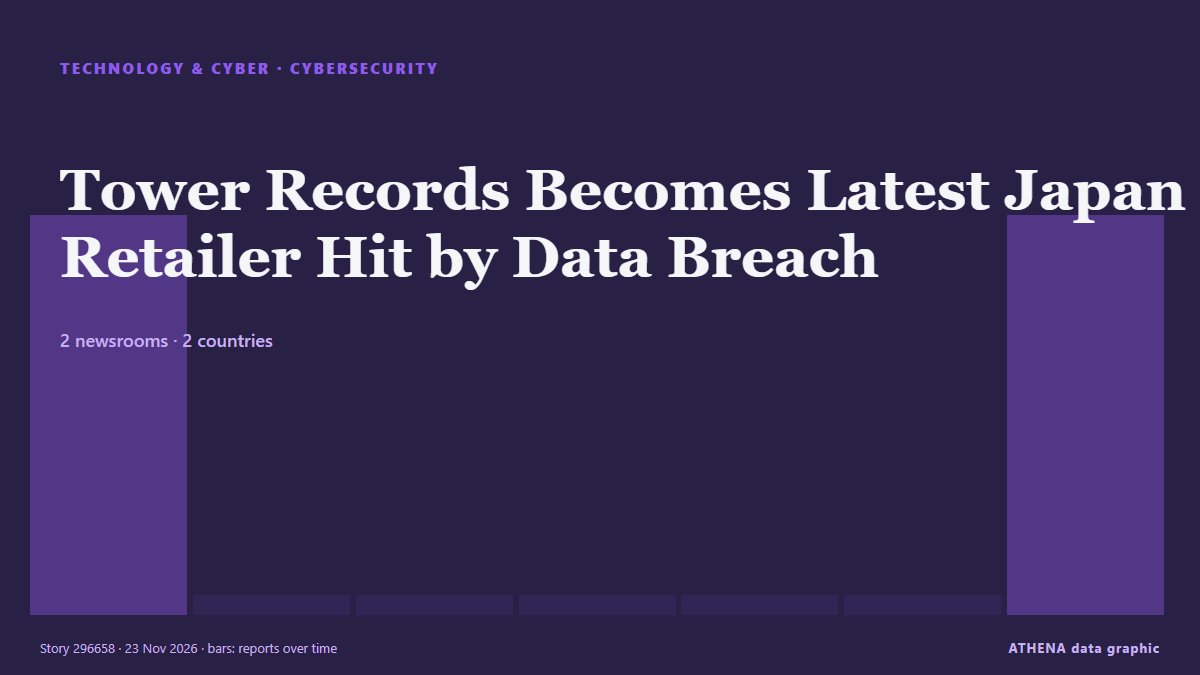 TECHNOLOGY & CYBER · CYBERSECURITY
Tower Records Becomes Latest Japan
Retailer Hit by Data Breach
2 newsrooms · 2 countries
Story 296658 · 23 Nov 2026 · bars: reports over time
ATHENA data graphic